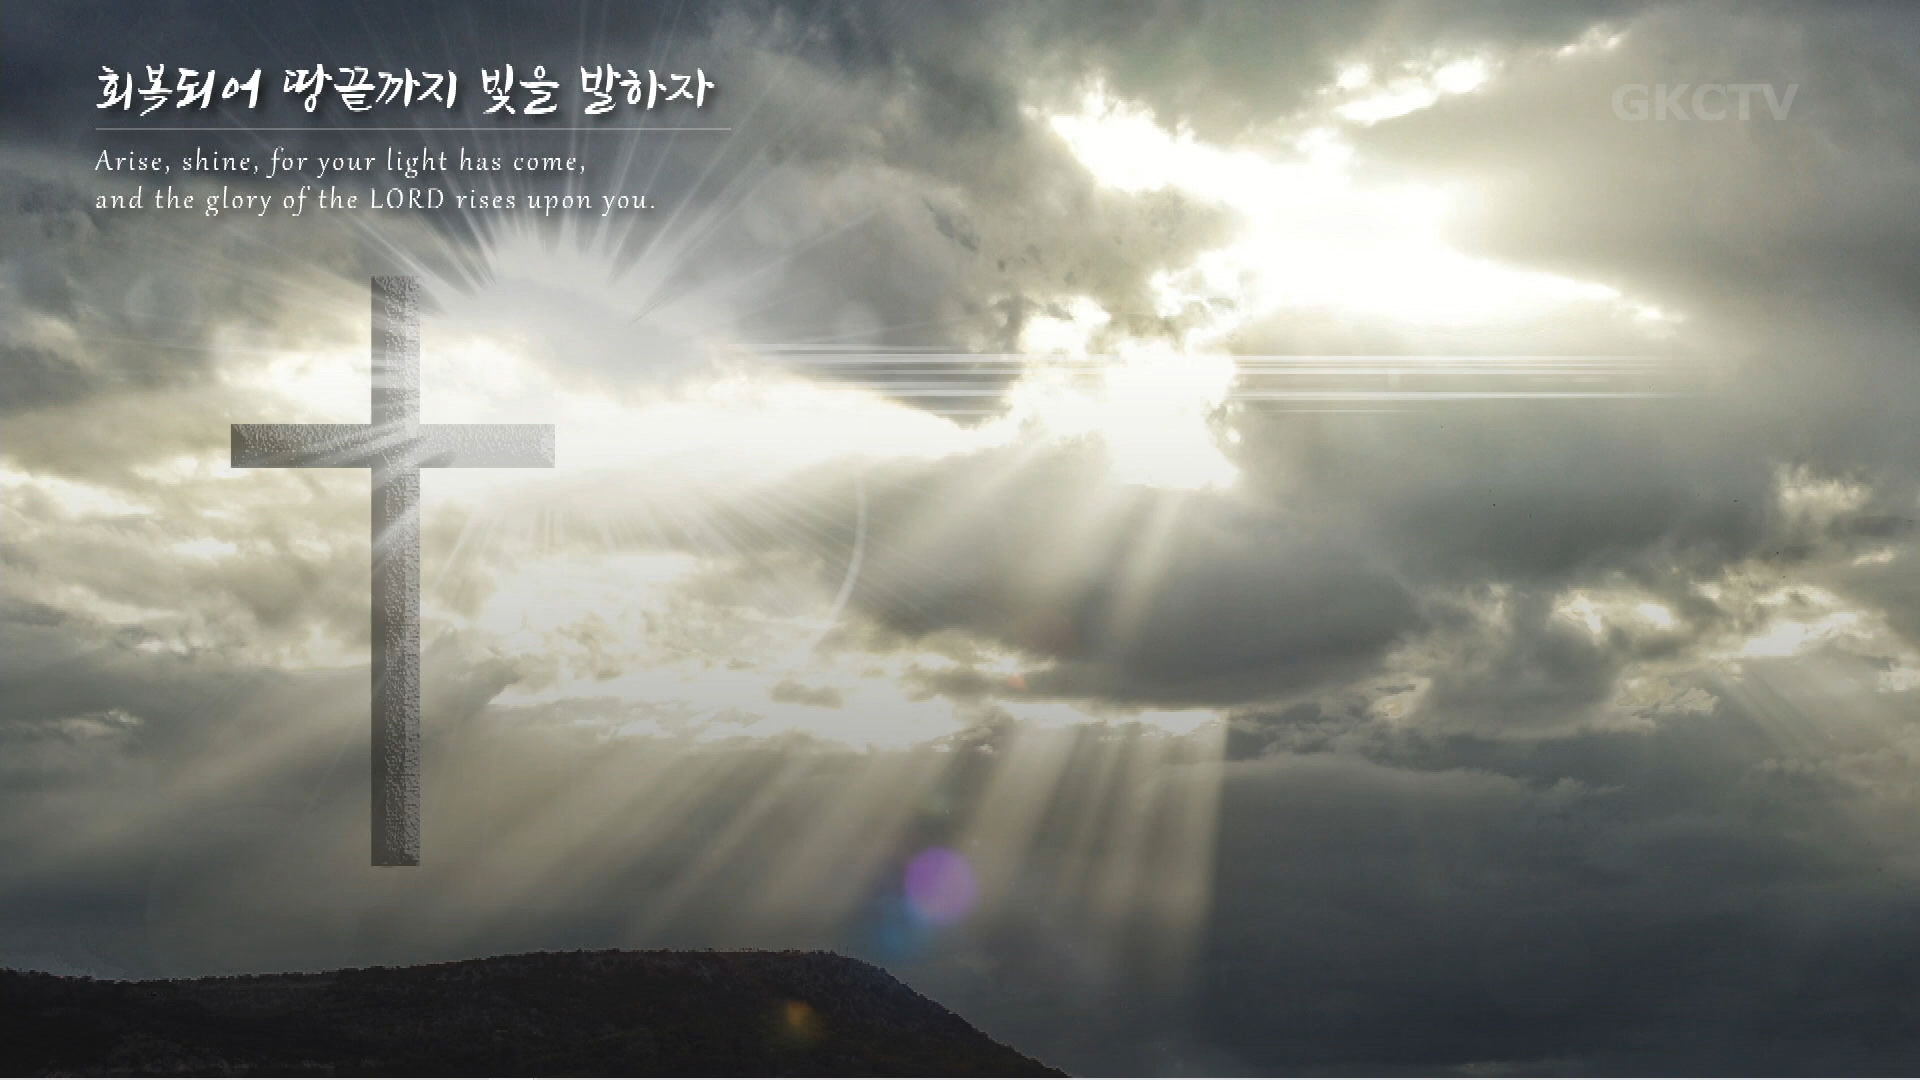 회복되어 땅끝까지 빛을 발하자
GKCTV
Arise, shine, for your light has come,
and the glory of the LORD rises upon you.